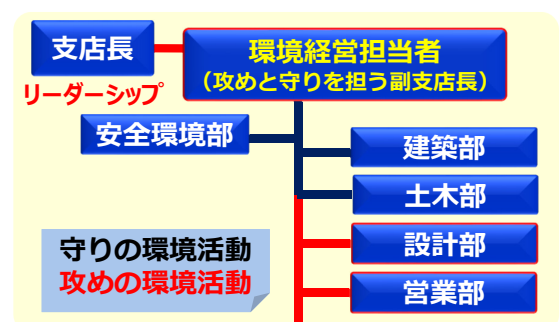 支店長
環境経営担当者
（攻めと守りを担う副支店長）
リーダーシップ
安全環境部
建築部
土木部
設計部
営業部
守りの環境活動
攻めの環境活動